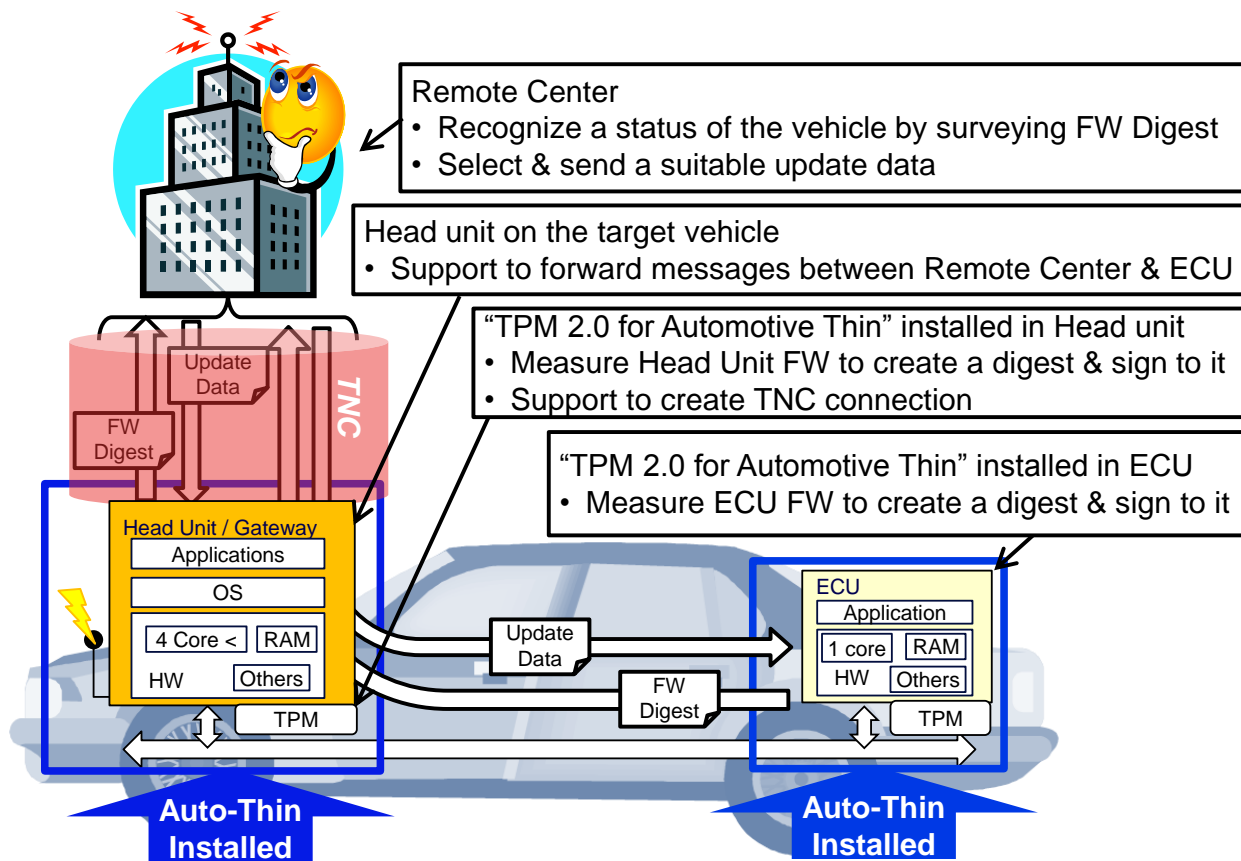 Remote Center
• Recognize a status of the vehicle by surveying FW Digest
• Select & send a suitable update data
Head unit on the target vehicle
• Support to forward messages between Remote Center & ECU
“TPM 2.0 for Automotive Thin” installed in Head unit
• Measure Head Unit FW to create a digest & sign to it
• Support to create TNC connection
“TPM 2.0 for Automotive Thin” installed in ECU
• Measure ECU FW to create a digest & sign to it
Update
Data
TNC
FW
Digest
Head Unit / Gateway
Applications
OS
4 Core <
RAM
HW
Others
TPM
Update
Data
FW
Digest
ECU
Application
1 core
RAM
HW
Others
TPM
Auto-Thin
Installed
Auto-Thin
Installed